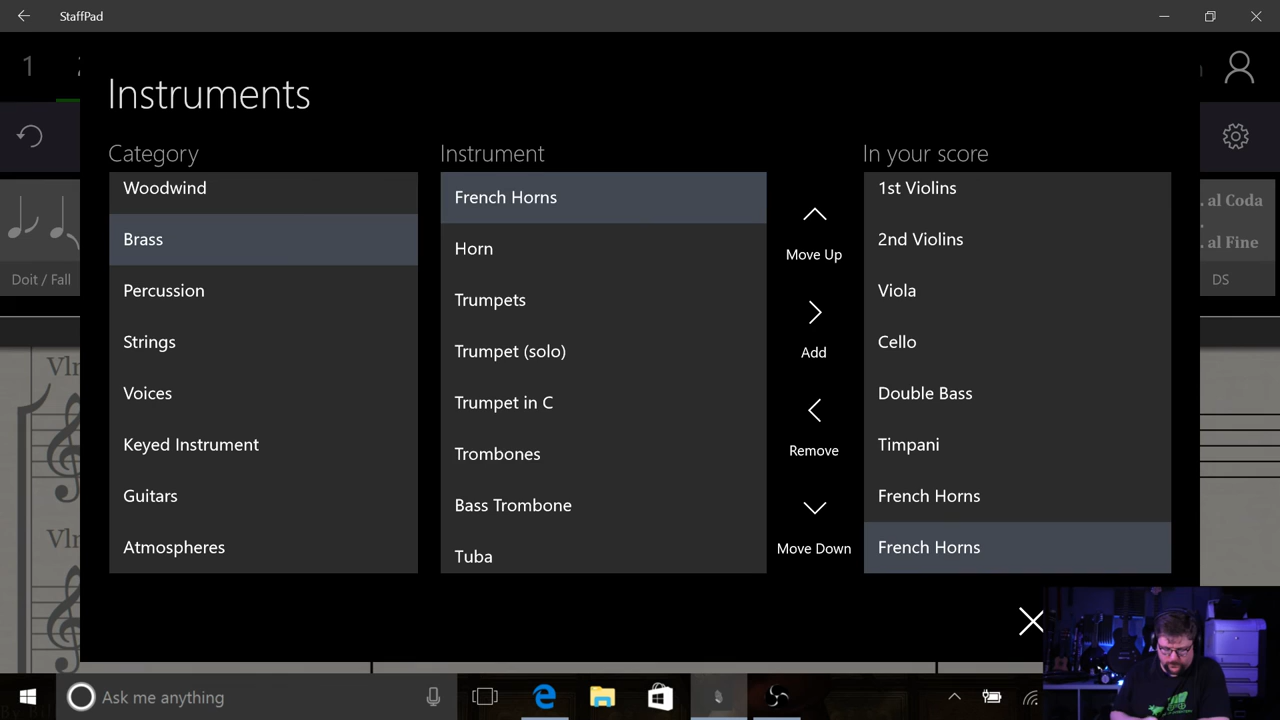 StaffPad
1
Instruments
Category
Instrument
In your score
Woodwind
Brass
Percussion
Strings
Voices
Keyed Instrument
Guitars
Atmospheres
French Horns
Horn
Trumpets
Trumpet (solo)
Trumpet in C
Trombones
Bass Trombone
Tuba
Move Up
Add
Remove
Move Down
1st Violins
2nd Violins
Viola
Cello
Double Bass
Timpani
French Horns
French Horns
Doit / Fall
al Coda
al Fine
DS
Ask me anything